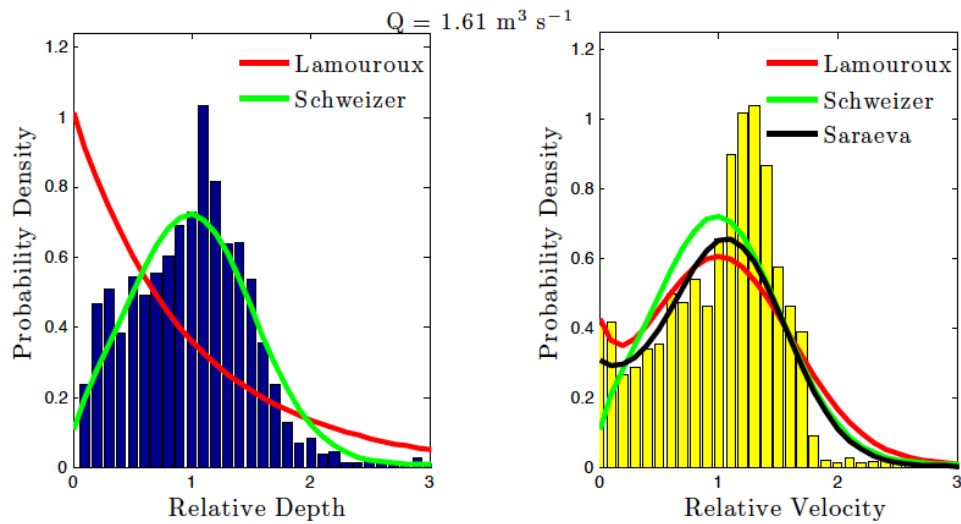 Q = 1.61 m³ s⁻¹
1.2
1
0.8
0.6
0.4
0.2
0
Probability Density
Lamouroux
Schweizer
0
1
2
3
Relative Depth
1.2
1
0.8
0.6
0.4
0.2
0
Probability Density
Lamouroux
Schweizer
Saraeva
0
1
2
3
Relative Velocity